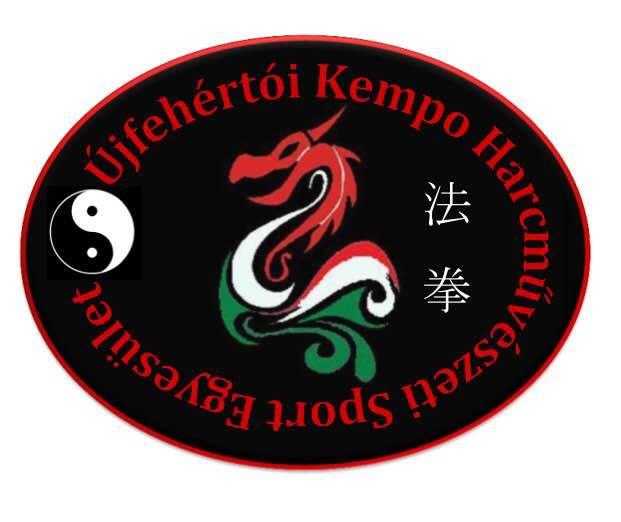 Újfehértói Kempo Harcművészeti Sport Egyesület
法
拳